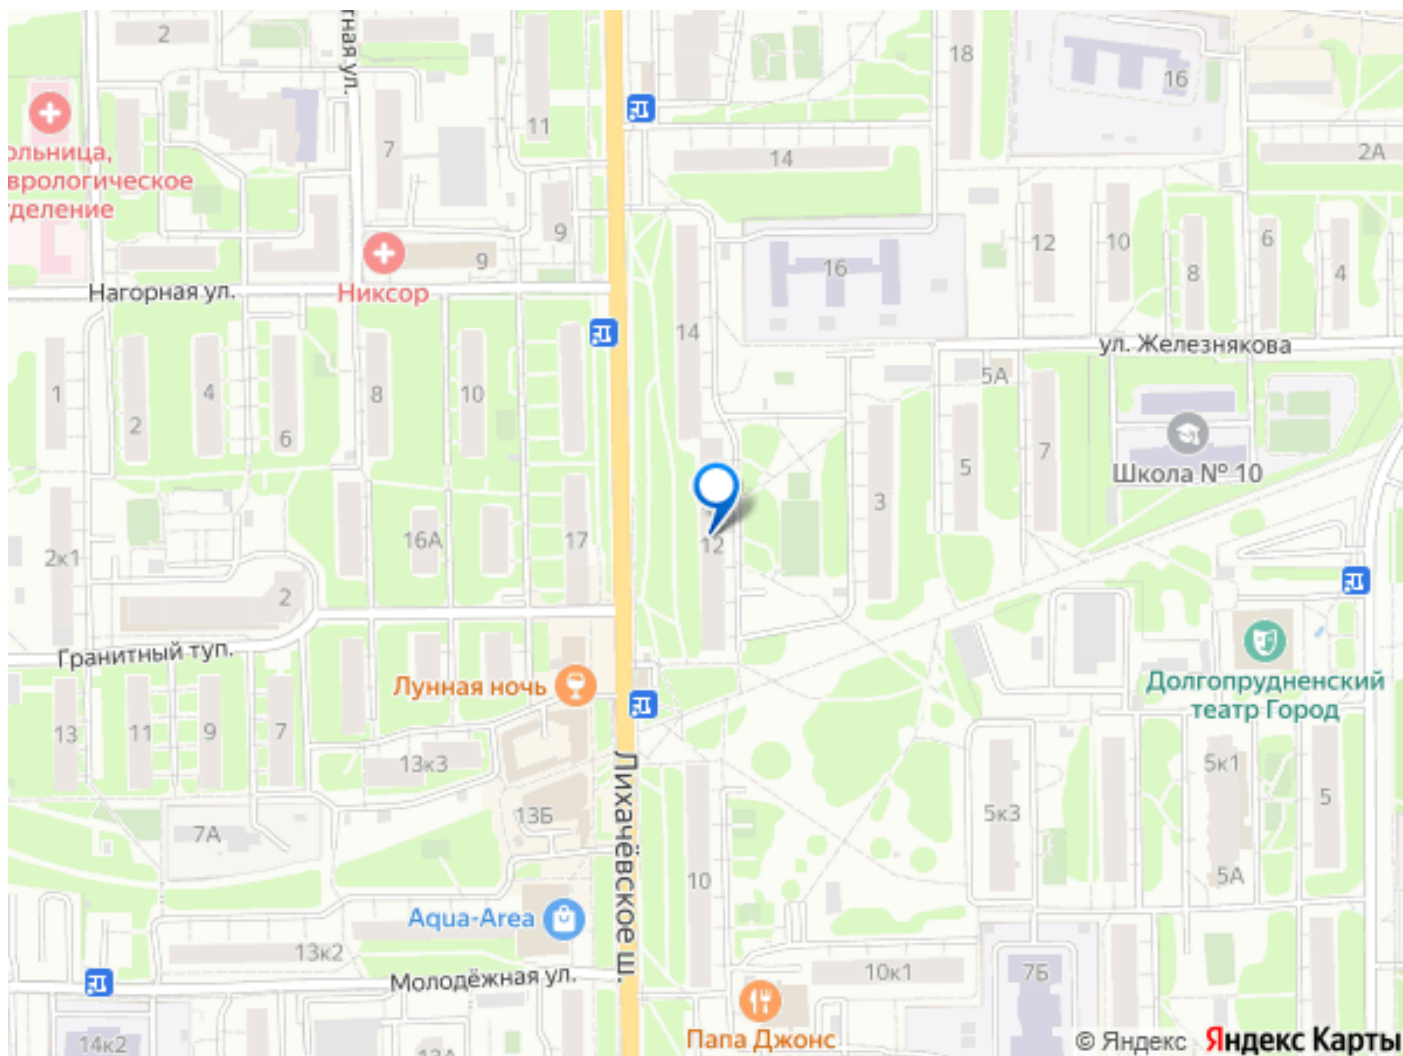 2
тная ул.
18
16
11
7
14
2А
ольница,
врологическое
тделение
9
9
12
10
8
6
4
16
Нагорная ул.
Никсор
14
ул. Железнякова
5А
1
2
4
6
8
10
3
5
7
Школа № 10
2к1
16А
17
12
2
Гранитный туп.
Лунная ночь
Долгопрудненский
театр Город
13
11
9
7
13к3
5к1
5
7А
13Б
5к3
Лихачёвское ш.
10
5А
Aqua-Area
13к2
Молодёжная ул.
10к1
7Б
Папа Джонс
14к2
13А
© Яндекс Яндекс Карты